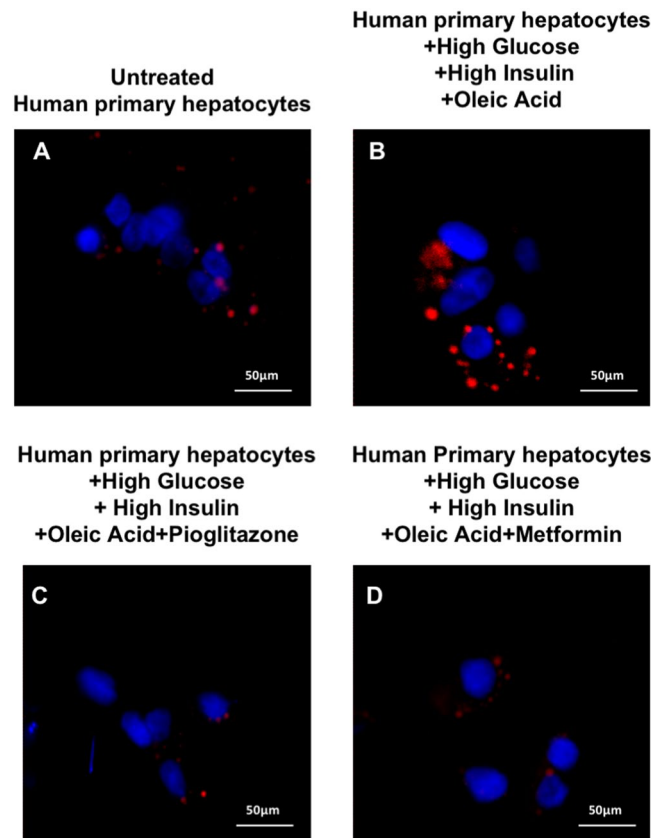 Untreated
Human primary hepatocytes
Human primary hepatocytes
+High Glucose
+High Insulin
+Oleic Acid
A
50μm
B
50μm
Human primary hepatocytes
+High Glucose
+ High Insulin
+Oleic Acid+Pioglitazone
Human Primary hepatocytes
+High Glucose
+ High Insulin
+Oleic Acid+Metformin
C
50μm
D
50μm